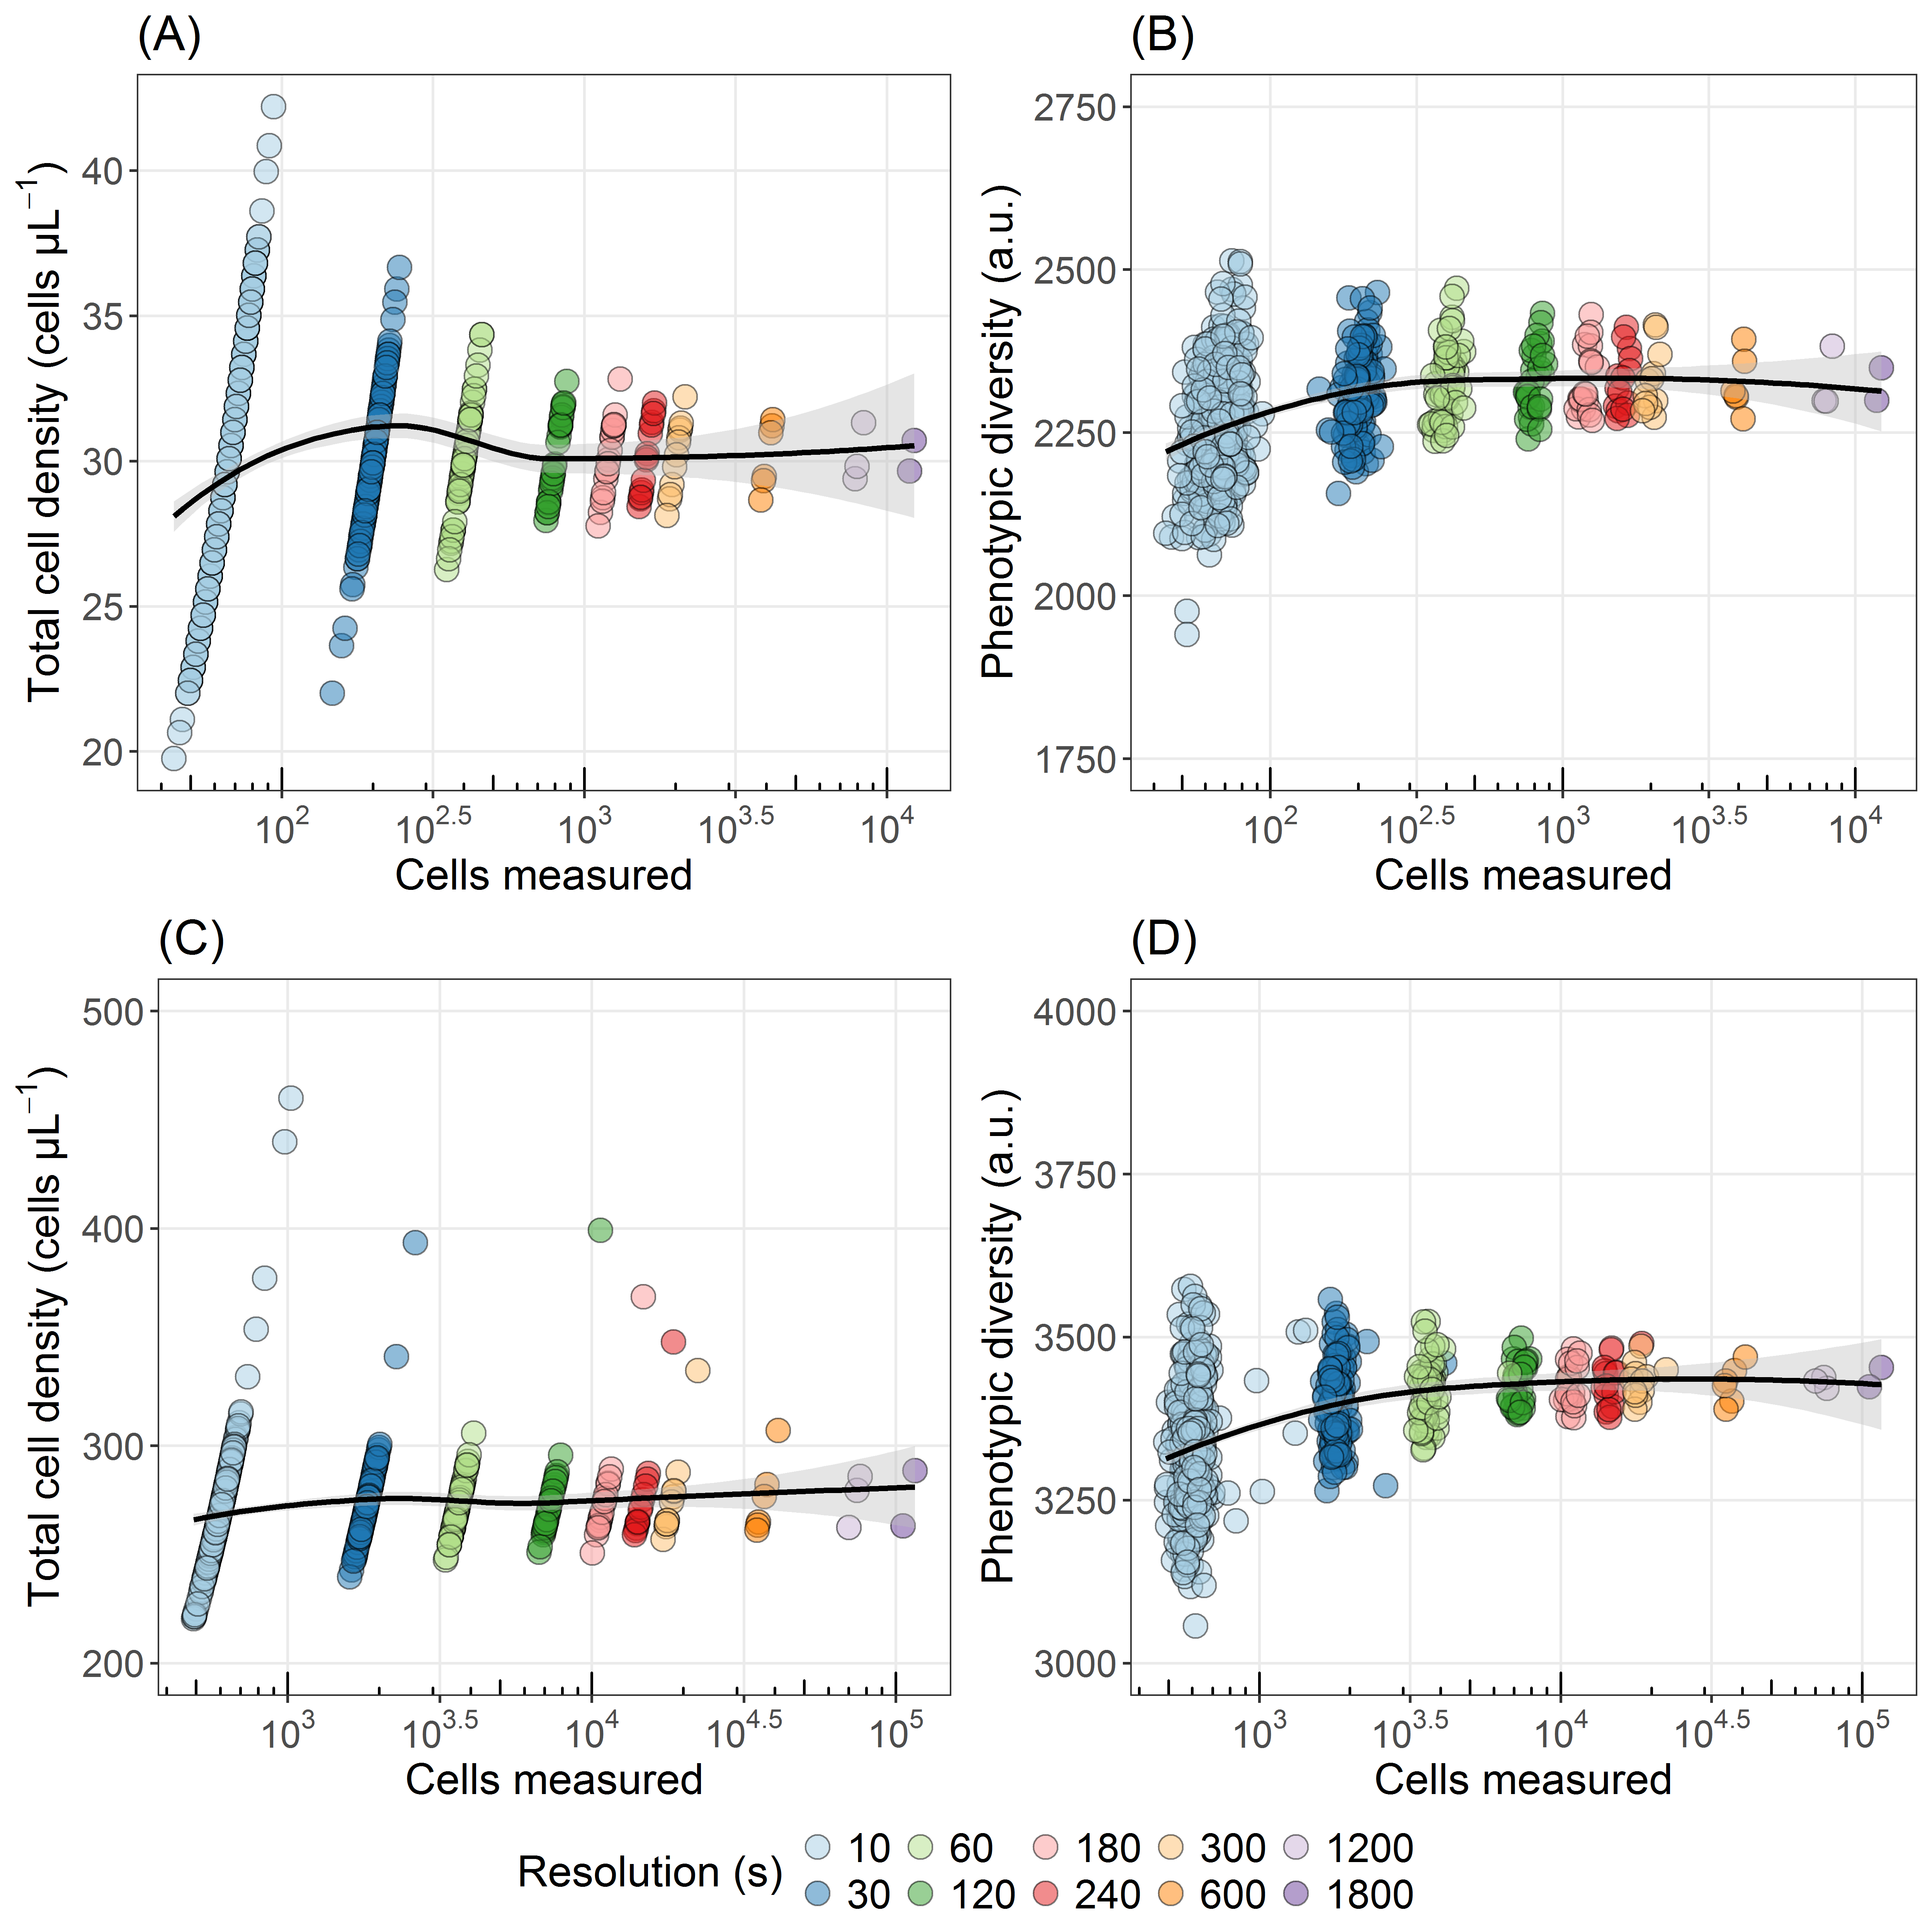 (A)
Total cell density (cells µL⁻¹)
40
35
30
25
20
10² 10^2.5 10³ 10^3.5 10⁴
Cells measured
(B)
Phenotypic diversity (a.u.)
2750
2500
2250
2000
1750
10² 10^2.5 10³ 10^3.5 10⁴
Cells measured
(C)
Total cell density (cells µL⁻¹)
500
400
300
200
10³ 10^3.5 10⁴ 10^4.5 10⁵
Cells measured
(D)
Phenotypic diversity (a.u.)
4000
3750
3500
3250
3000
10³ 10^3.5 10⁴ 10^4.5 10⁵
Cells measured
Resolution (s)
10 60 180 300 1200
30 120 240 600 1800